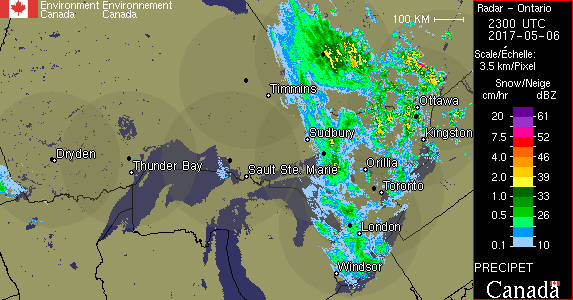 Environment Environnement
Canada Canada
100 KM
Timmins
Ottawa
Sudbury
Kingston
Dryden
Thunder Bay
Sault Ste. Marie
Orillia
Toronto
London
Windsor
Radar - Ontario
2300 UTC
2017-05-06
Scale/Échelle:
3.5 km/Pixel
Snow/Neige
cm/hr dBZ
20 61
7.5 52
4.0 46
2.0 39
1.0 33
0.5 26
0.1 10
PRECIPET
Canada